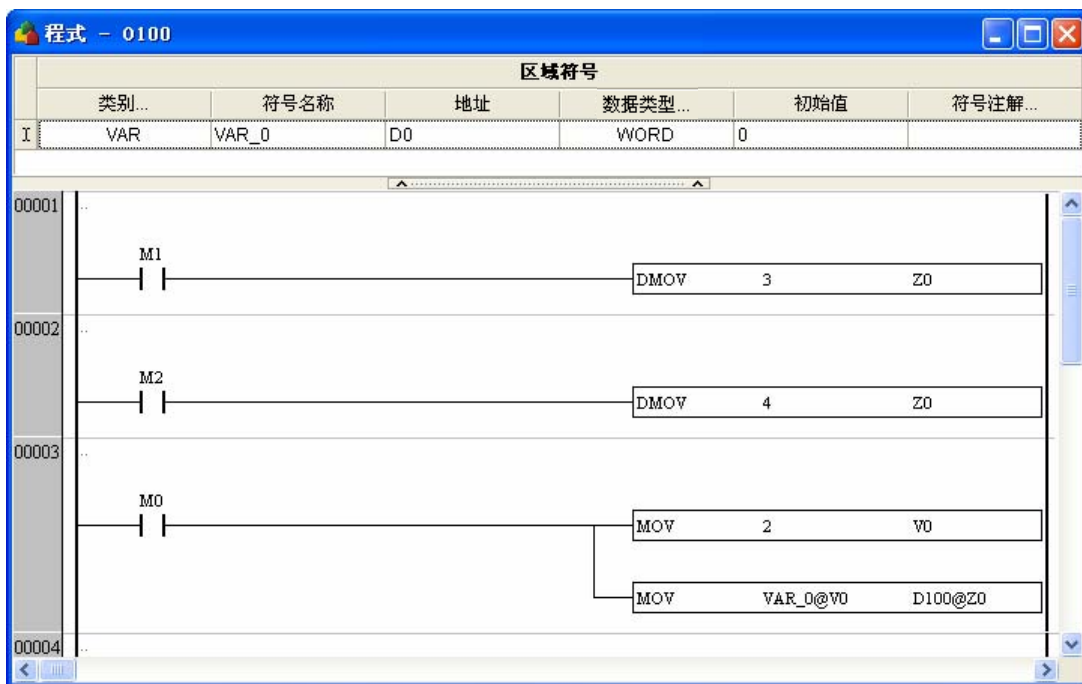 程式 - 0100
区域符号
类别... 符号名称 地址 数据类型... 初始值 符号注解...
I VAR VAR_0 D0 WORD 0
00001
M1
DMOV 3 Z0
00002
M2
DMOV 4 Z0
00003
M0
MOV 2 V0
MOV VAR_0@V0 D100@Z0
00004